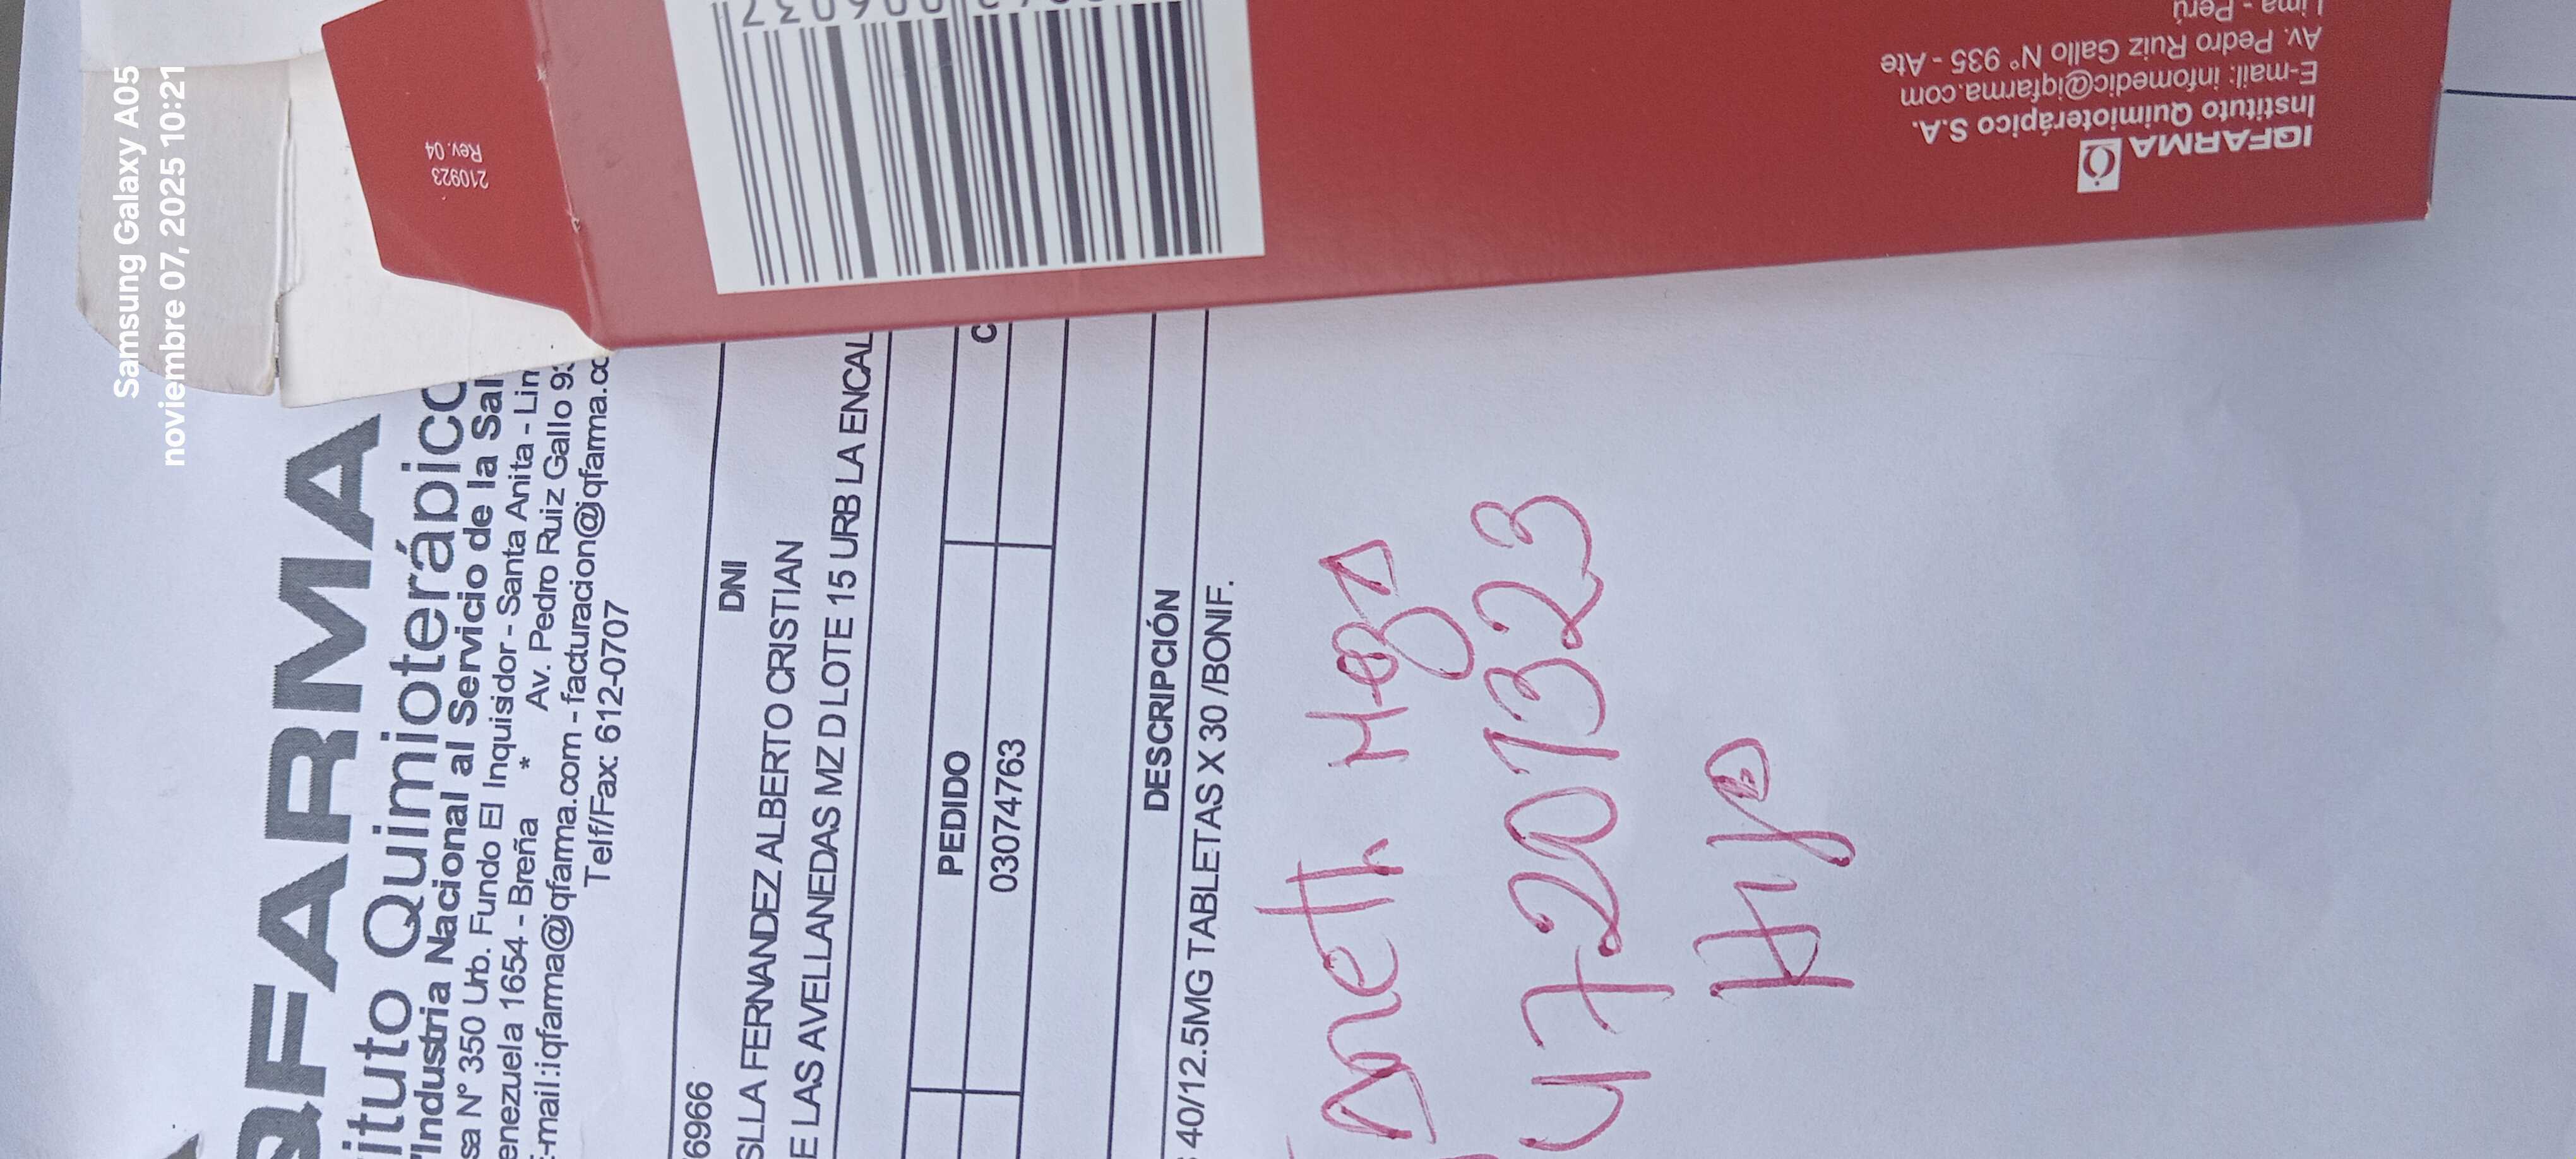 Samsung Galaxy A05
noviembre 07, 2025 10:21
QFARMA
ituto Quimioterápico
"Industria Nacional al Servicio de la Sal
sa N° 350 Urb. Fundo El Inquisidor - Santa Anita - Lim
enezuela 1654 - Breña * Av. Pedro Ruiz Gallo 93
E-mail:iqfarma@iqfarma.com - facturacion@iqfarma.co
Telf/Fax: 612-0707
6966
DNI
SLLA FERNANDEZ ALBERTO CRISTIAN
E LAS AVELLANEDAS MZ D LOTE 15 URB LA ENCAL
PEDIDO
C
03074763
DESCRIPCIÓN
40/12.5MG TABLETAS X 30 /BONIF.
47201323
Hija
210923
Rev. 04
IQFARMA
Instituto Quimioterápico S.A.
E-mail: infomedic@iqfarma.com
Av. Pedro Ruiz Gallo N° 935 - Ate
Lima - Perú